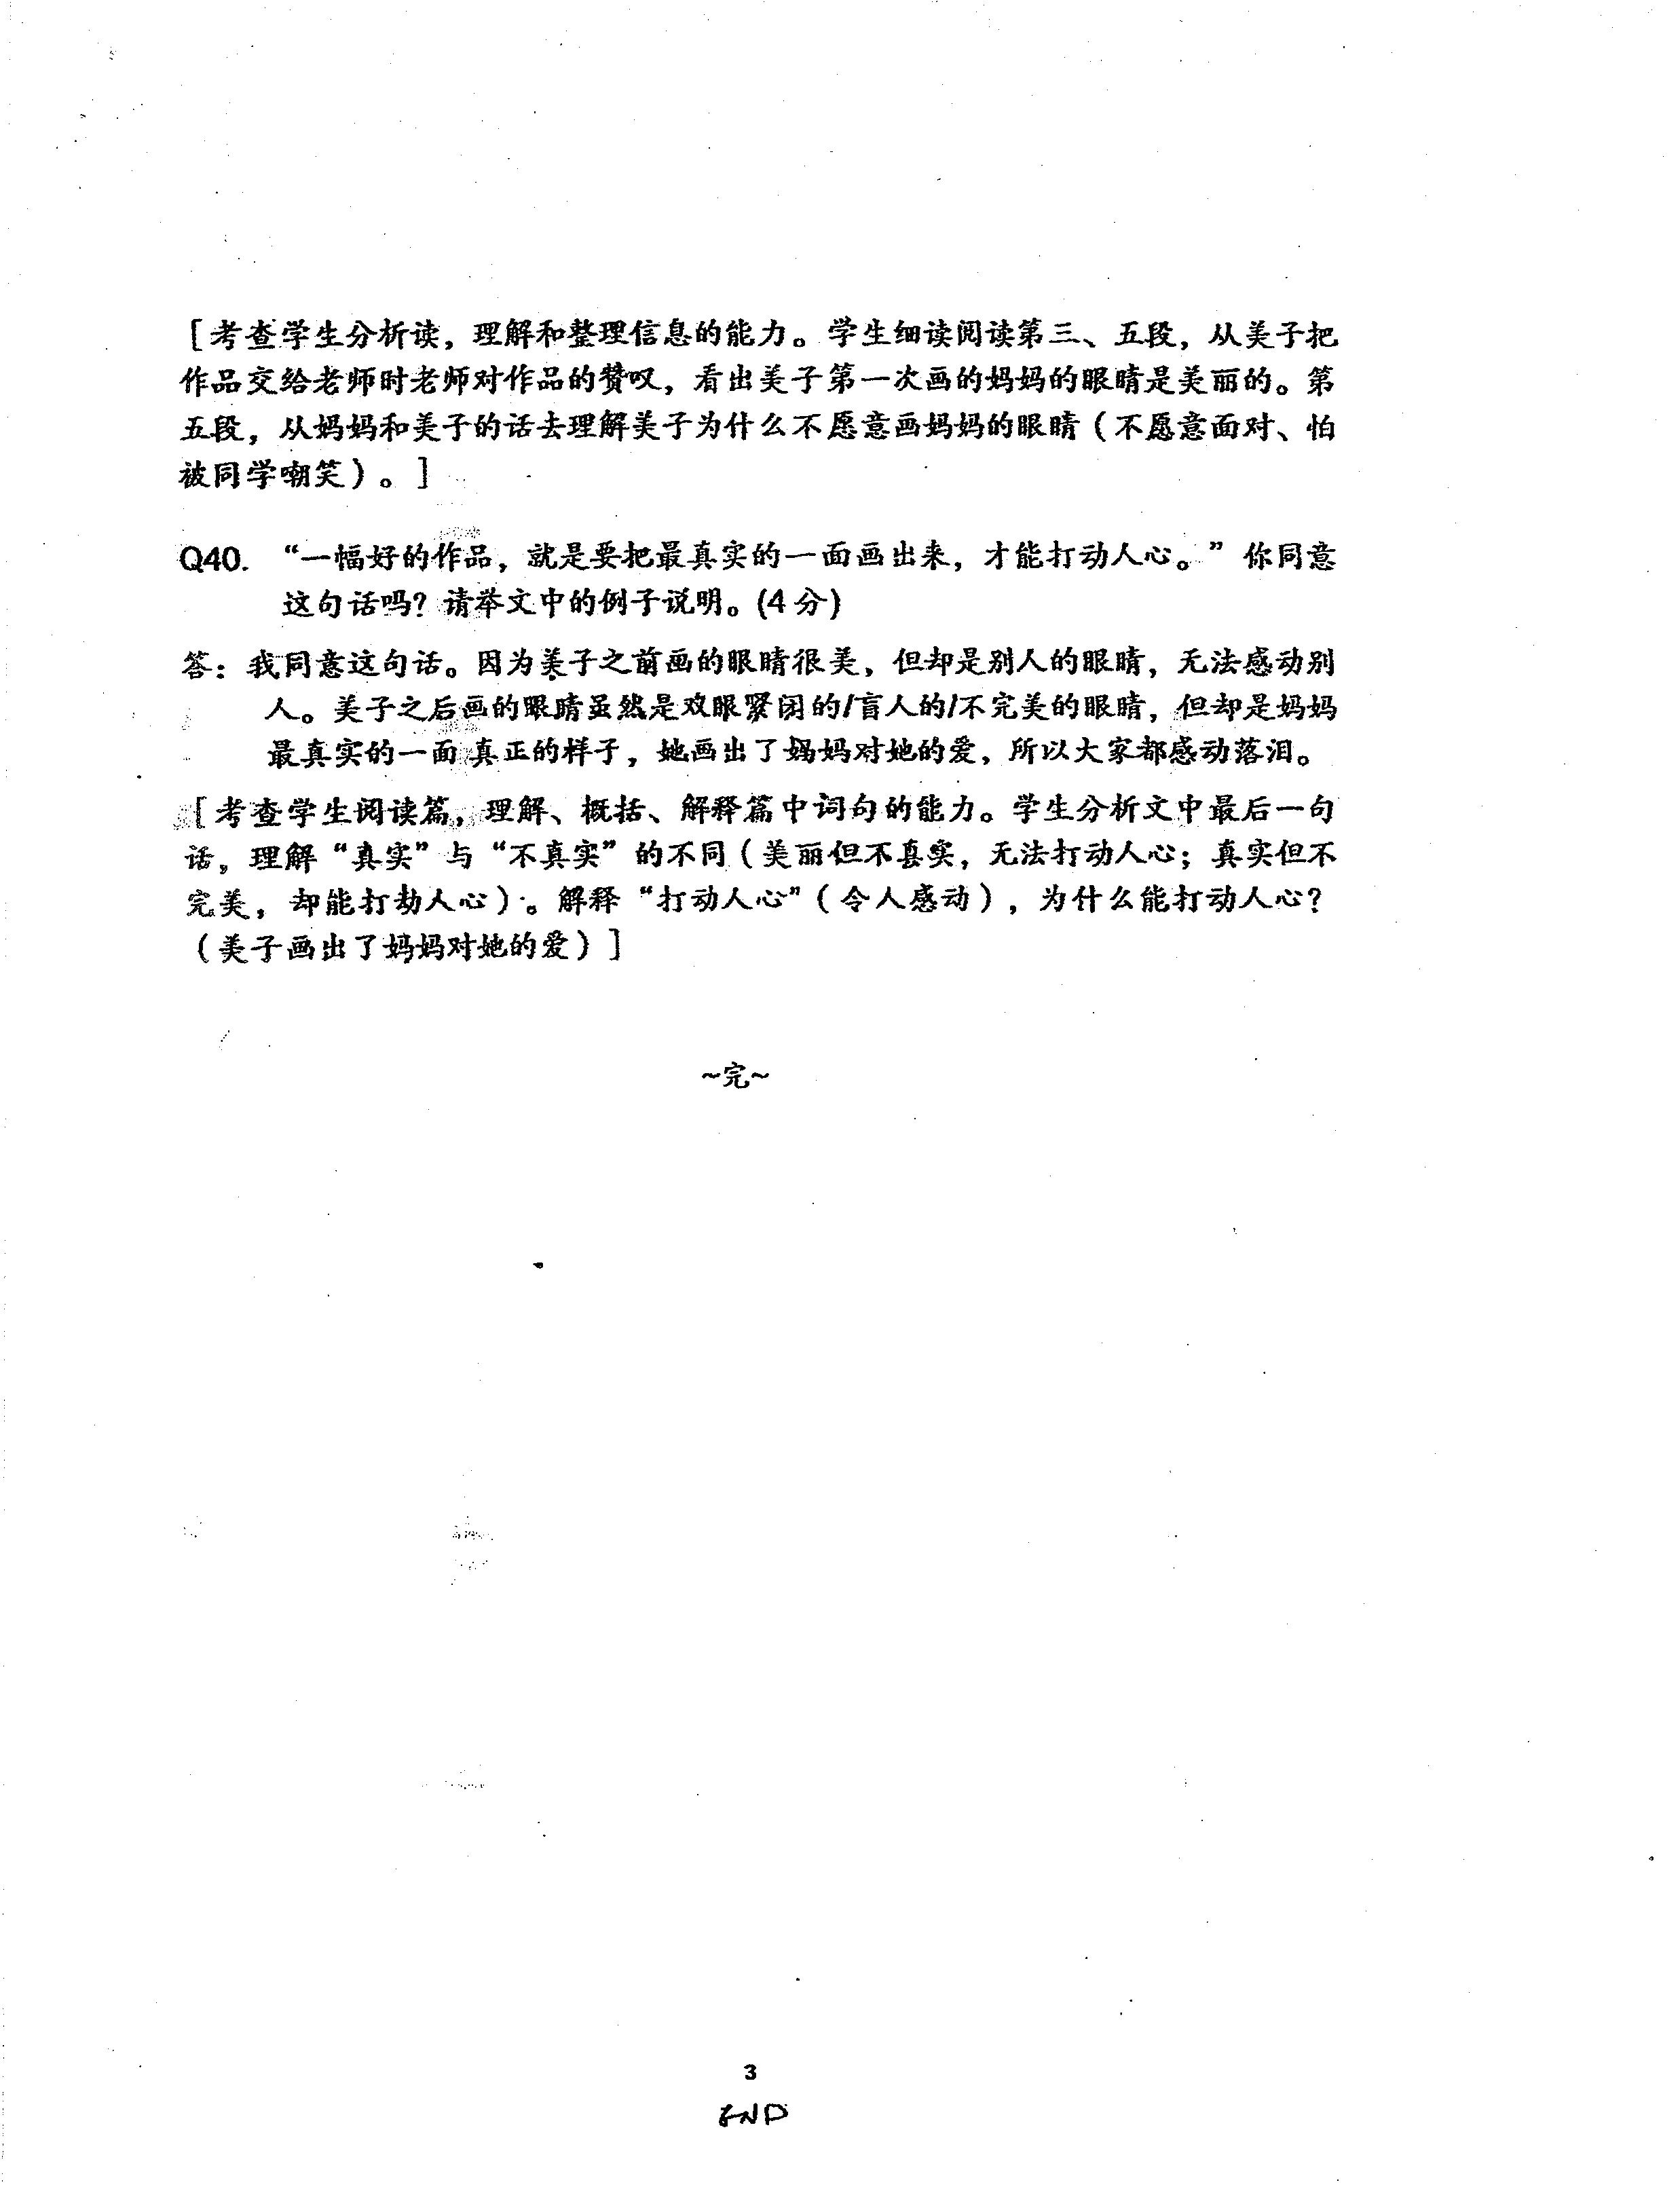 [考查学生分析读，理解和整理信息的能力。学生细读阅读第三、五段，从美子把
作品交给老师时老师对作品的赞叹，看出美子第一次画的妈妈的眼睛是美丽的。第
五段，从妈妈和美子的话去理解美子为什么不愿意画妈妈的眼睛（不愿意面对、怕
被同学嘲笑）。]
Q40. “一幅好的作品，就是要把最真实的一面画出来，才能打动人心。”你同意
这句话吗？请举文中的例子说明。(4分)
答：我同意这句话。因为美子之前画的眼睛很美，但却是别人的眼睛，无法感动别
人。美子之后画的眼睛虽然是双眼紧闭的/盲人的/不完美的眼睛，但却是妈妈
最真实的一面真正的样子，她画出了妈妈对她的爱，所以大家都感动落泪。
[考查学生阅读篇，理解、概括、解释篇中词句的能力。学生分析文中最后一句
话，理解“真实”与“不真实”的不同（美丽但不真实，无法打动人心；真实但不
完美，却能打动人心）。解释“打动人心”（令人感动），为什么能打动人心？
（美子画出了妈妈对她的爱）]
~完~
3
END